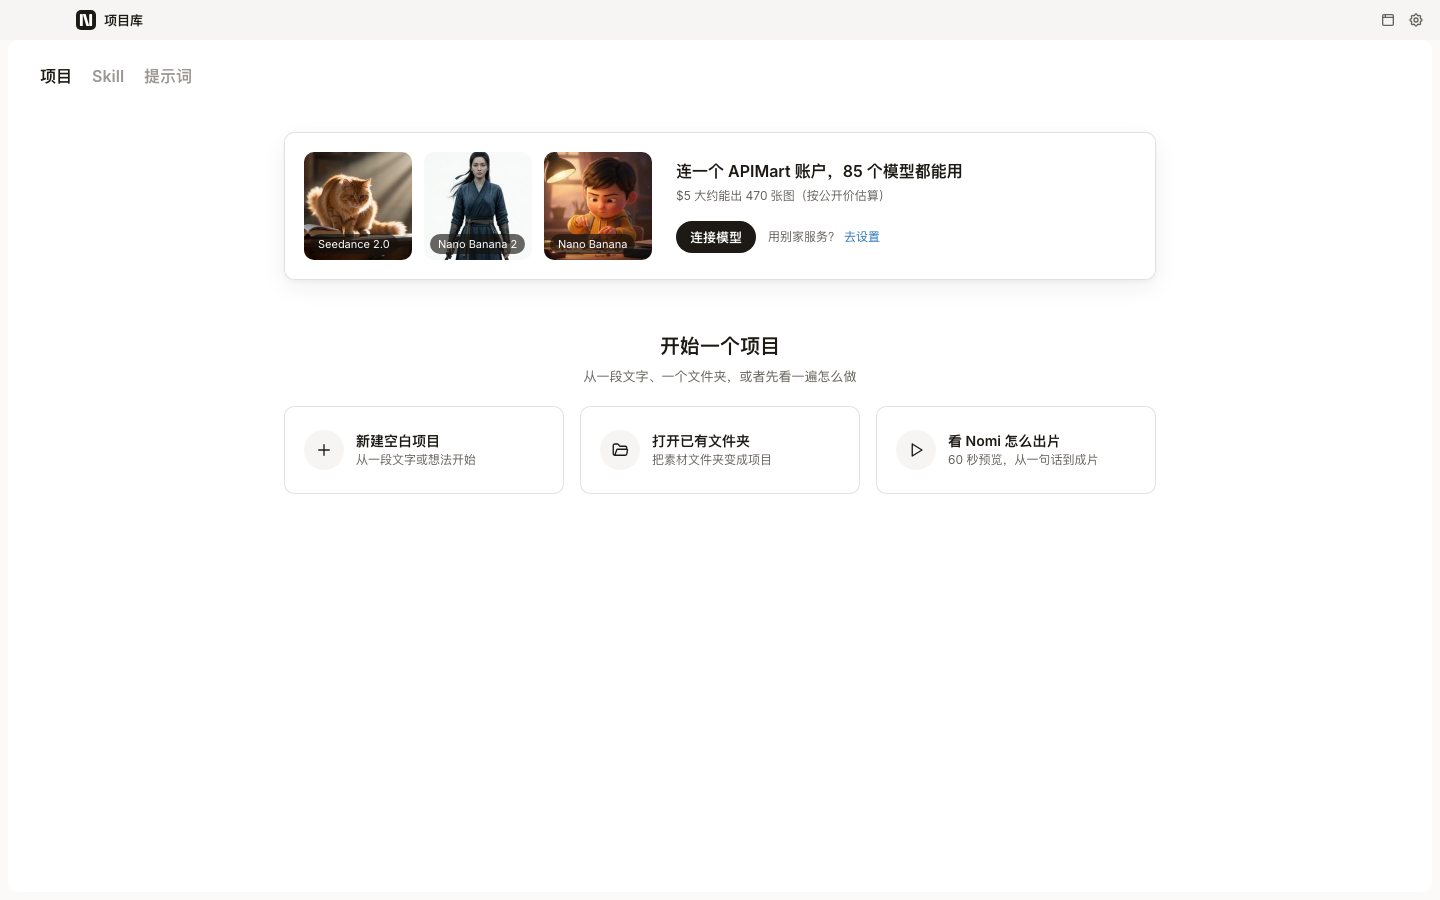 N 项目库
项目 Skill 提示词
Seedance 2.0
Nano Banana 2
Nano Banana
连一个 APIMart 账户，85 个模型都能用
$5 大约能出 470 张图（按公开价估算）
连接模型 用别家服务？ 去设置
开始一个项目
从一段文字、一个文件夹，或者先看一遍怎么做
新建空白项目
从一段文字或想法开始
打开已有文件夹
把素材文件夹变成项目
看 Nomi 怎么出片
60 秒预览，从一句话到成片